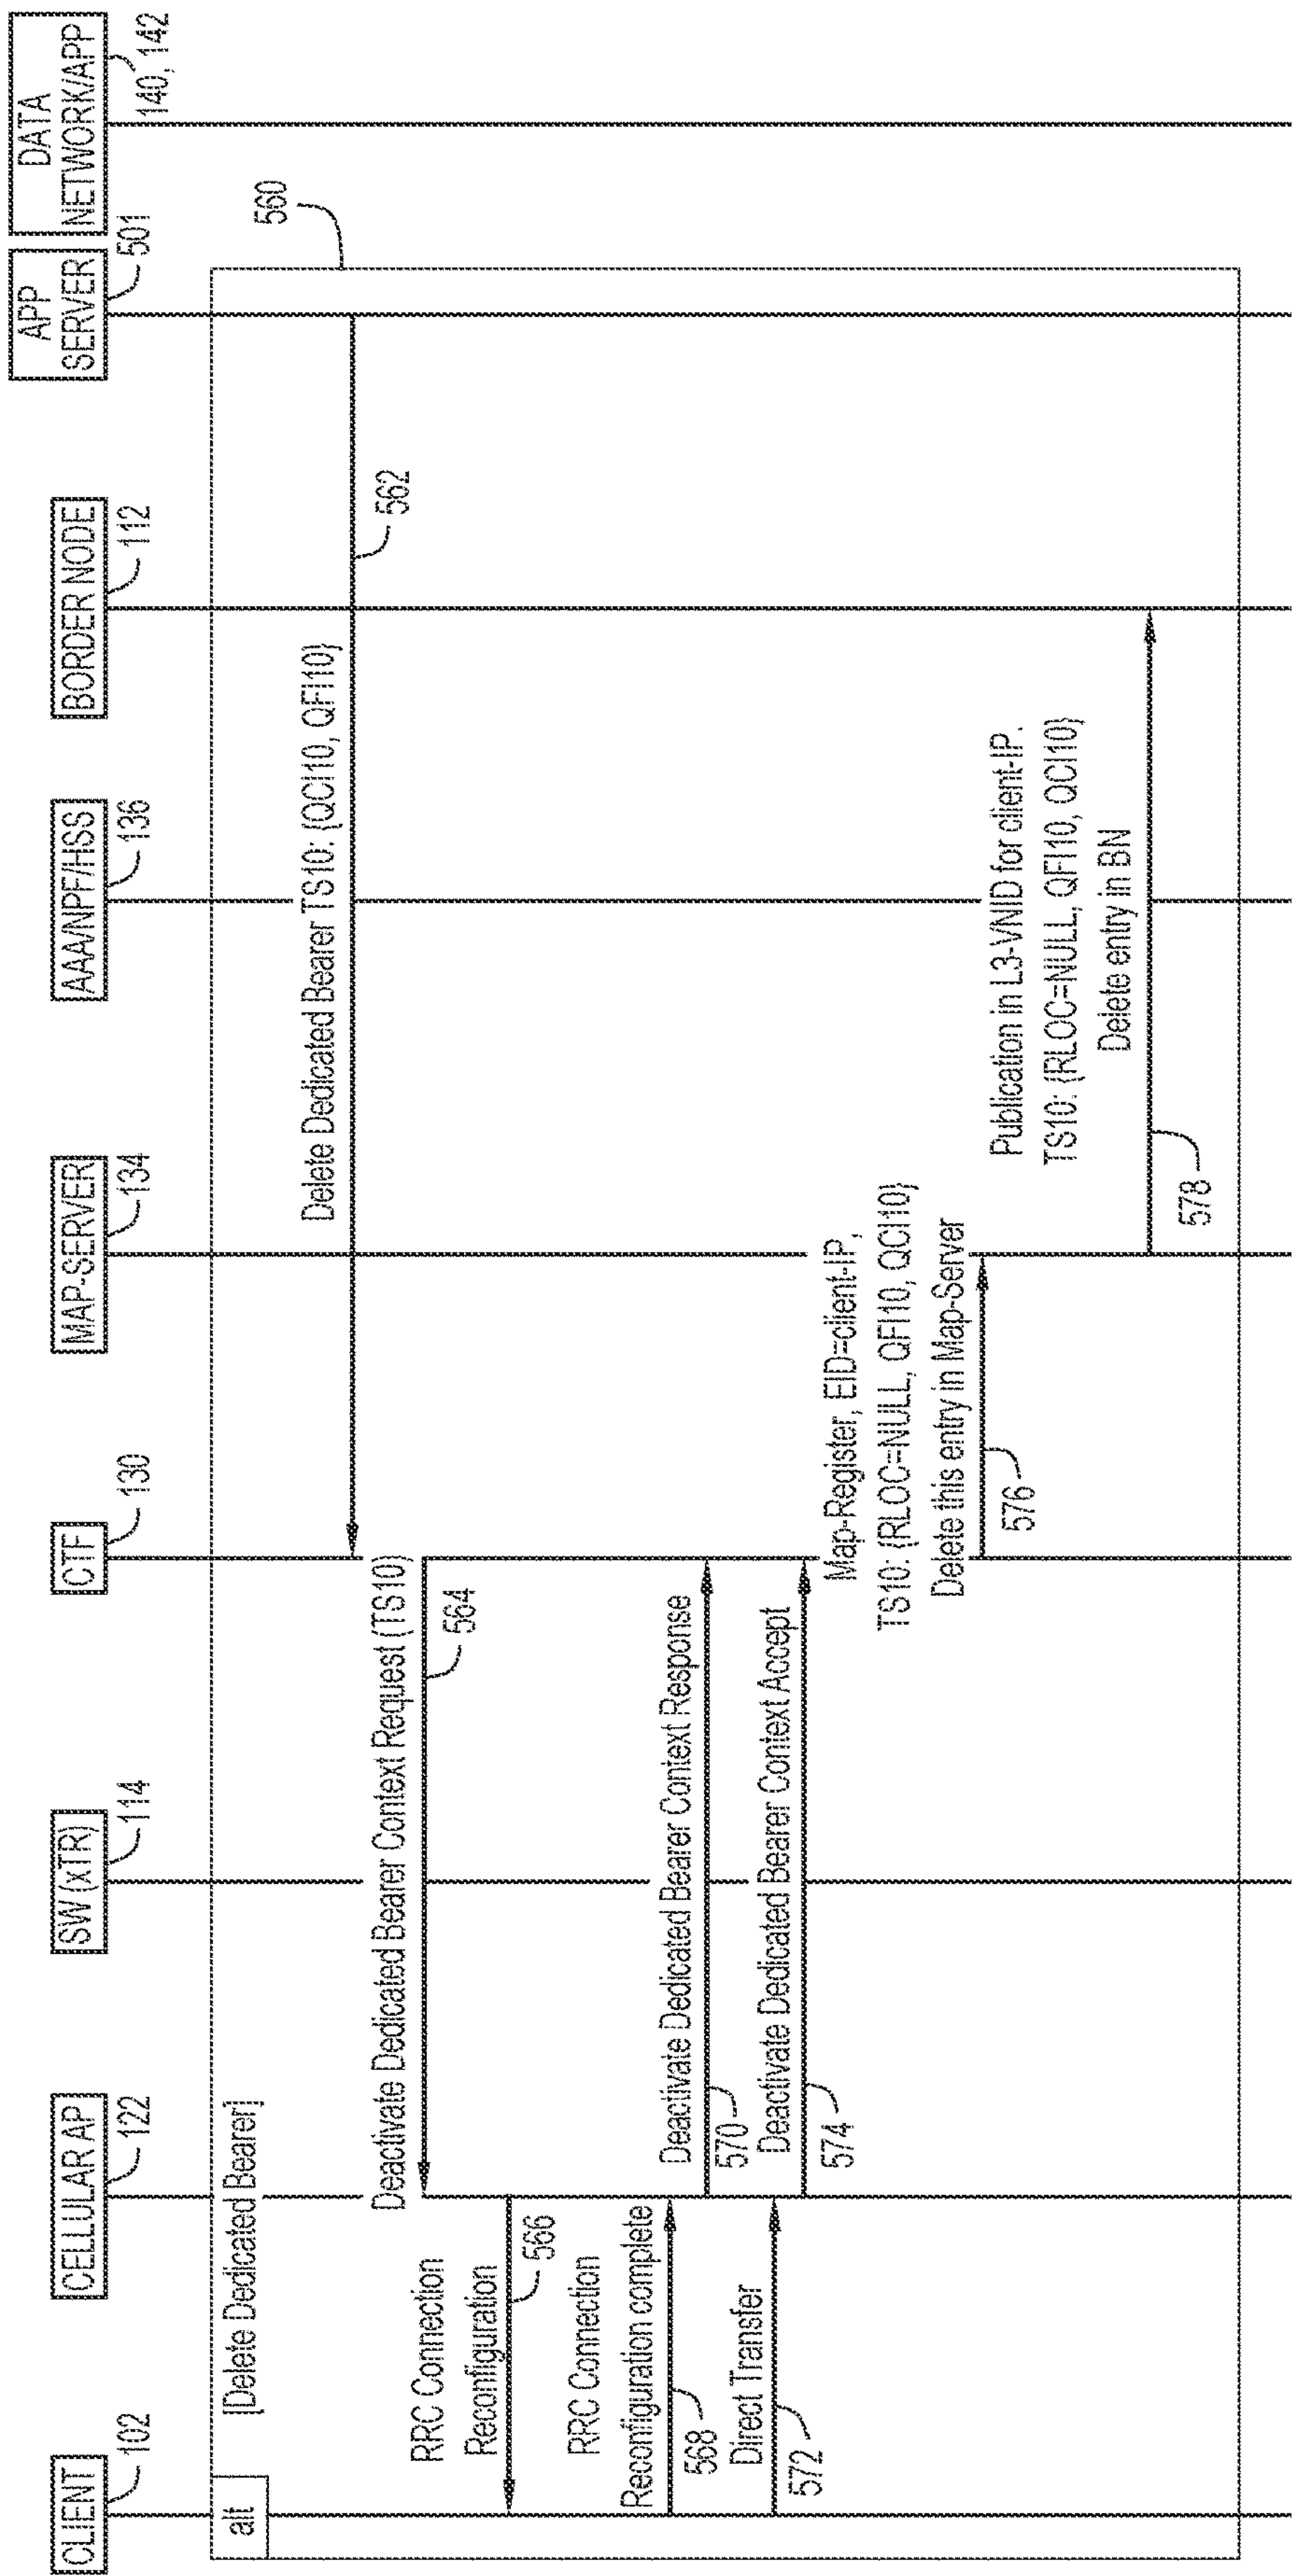 CLIENT
102
CELLULAR AP
122
SW (xTR)
114
CTF
130
MAP-SERVER
134
AAA/NPF/HSS
136
BORDER NODE
112
APP
SERVER
501
DATA
NETWORK/APP
140, 142
alt
[Delete Dedicated Bearer]
560
Delete Dedicated Bearer TS10: {QCI10, QFI10}
562
Deactivate Dedicated Bearer Context Request (TS10)
564
RRC Connection
Reconfiguration
566
RRC Connection
Reconfiguration complete
568
Deactivate Dedicated Bearer Context Response
570
Direct Transfer
572
Deactivate Dedicated Bearer Context Accept
574
Map-Register, EID=client-IP,
TS10: {RLOC=NULL, QFI10, QCI10}
Delete this entry in Map-Server
576
Publication in L3-VNID for client-IP.
TS10: {RLOC=NULL, QFI10, QCI10}
Delete entry in BN
578